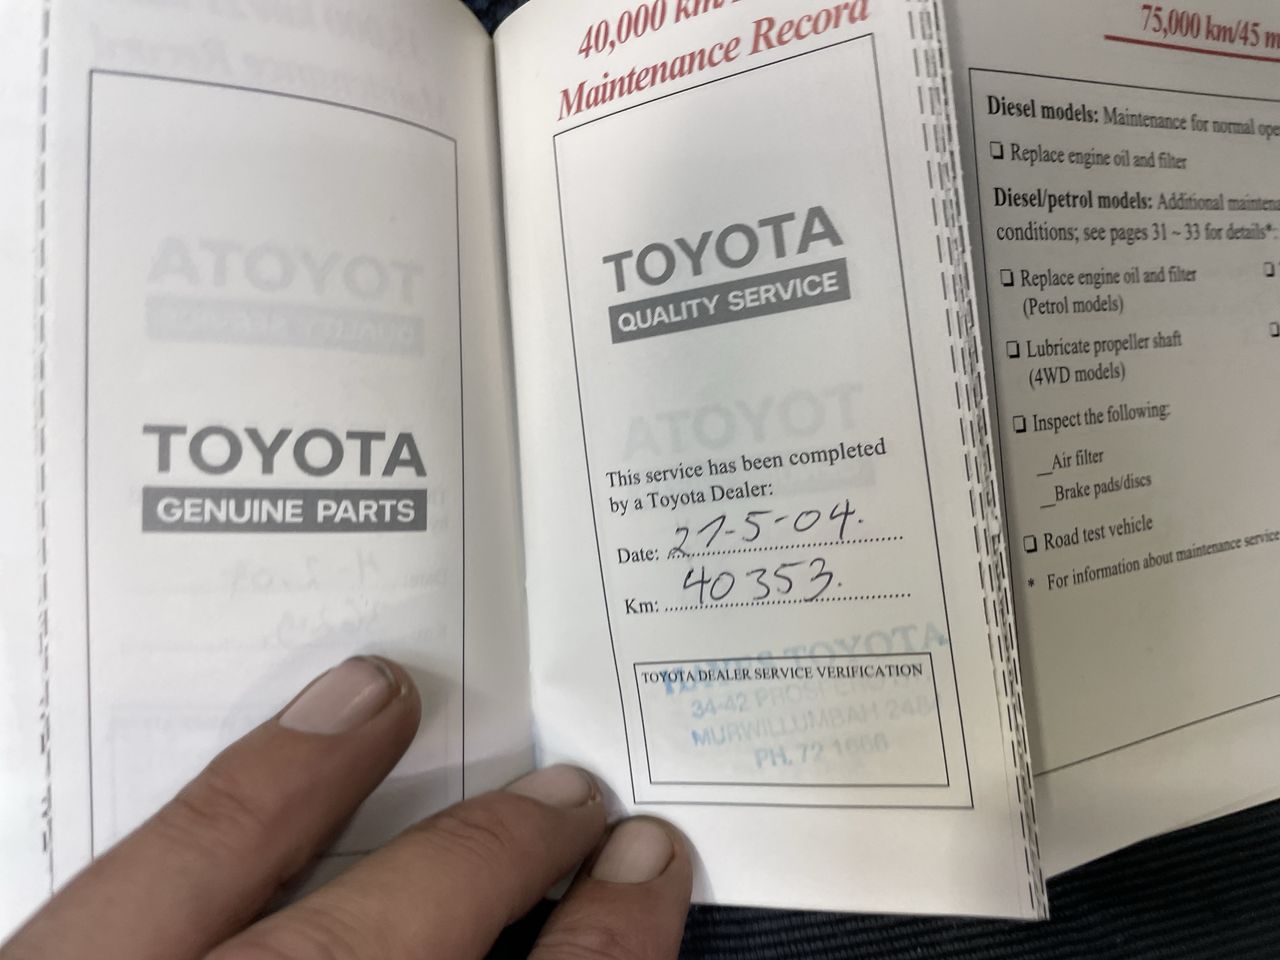 TOYOTA
GENUINE PARTS
40,000 km
Maintenance Record
TOYOTA
QUALITY SERVICE
This service has been completed
by a Toyota Dealer:
Date: 27-5-04.
Km: 40353.
TOYOTA
TOYOTA DEALER SERVICE VERIFICATION
34-42
MURWILLUMBAH
PH. 72
75,000 km/45 m
Diesel models: Maintenance for normal ope
❏ Replace engine oil and filter
Diesel/petrol models: Additional maintena
conditions; see pages 31 ~ 33 for details*:
❏ Replace engine oil and filter
(Petrol models)
❏ Lubricate propeller shaft
(4WD models)
❏ Inspect the following:
__Air filter
__Brake pads/discs
❏ Road test vehicle
* For information about maintenance service